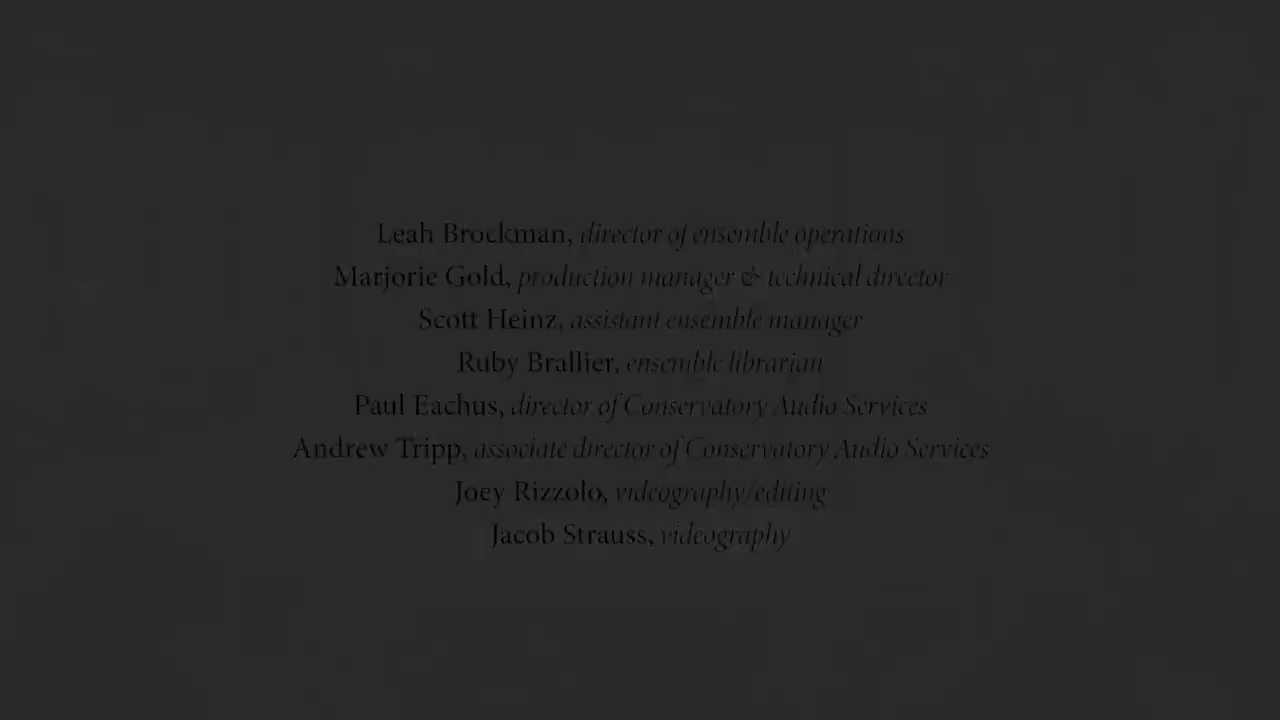 Leah Brockman, director of ensemble operations
Marjorie Gold, production manager & technical director
Scott Heinz, assistant ensemble manager
Ruby Brallier, ensemble librarian
Paul Eachus, director of Conservatory Audio Services
Andrew Tripp, associate director of Conservatory Audio Services
Joey Rizzolo, videography/editing
Jacob Strauss, videography